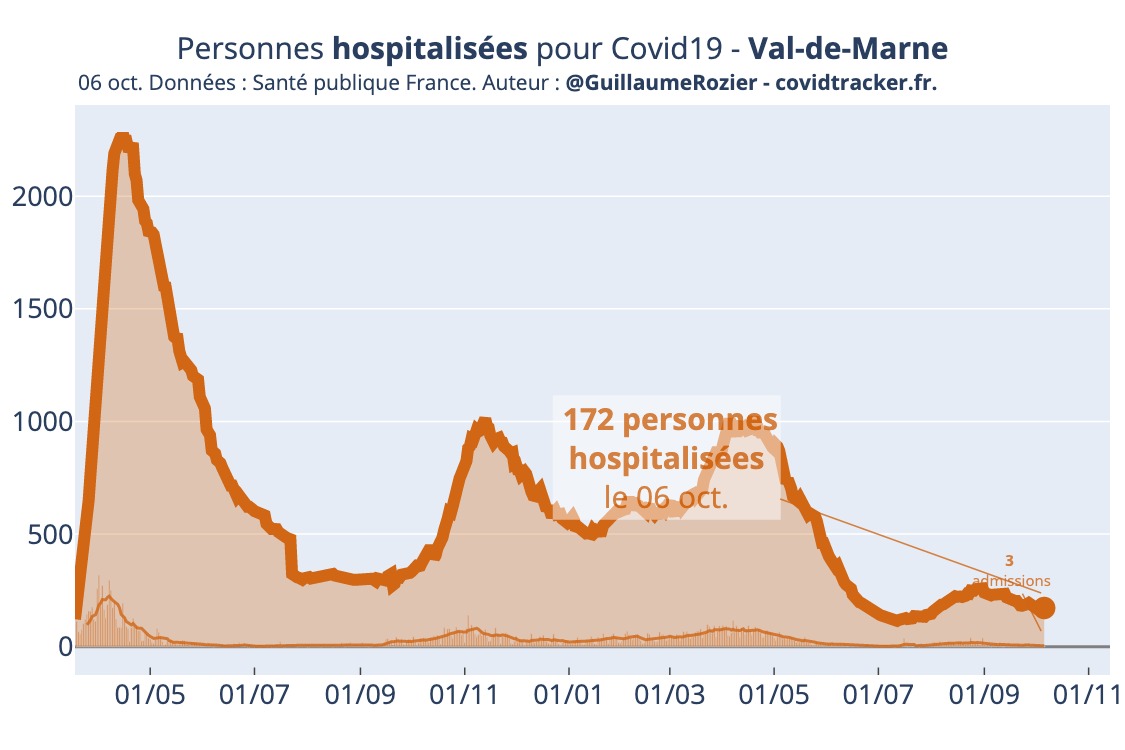 Personnes hospitalisées pour Covid19 - Val-de-Marne
06 oct. Données : Santé publique France. Auteur : @GuillaumeRozier - covidtracker.fr.
2000
1500
1000
500
0
172 personnes
hospitalisées
le 06 oct.
3
admissions
01/05 01/07 01/09 01/11 01/01 01/03 01/05 01/07 01/09 01/11